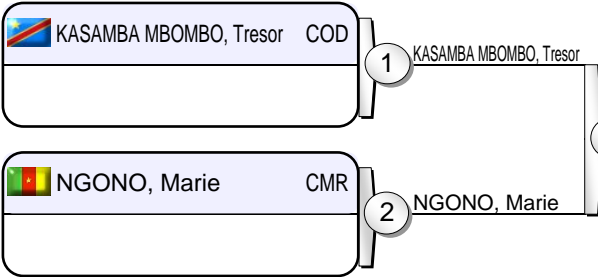 KASAMBA MBOMBO, Tresor COD
1
KASAMBA MBOMBO, Tresor
NGONO, Marie CMR
2
NGONO, Marie